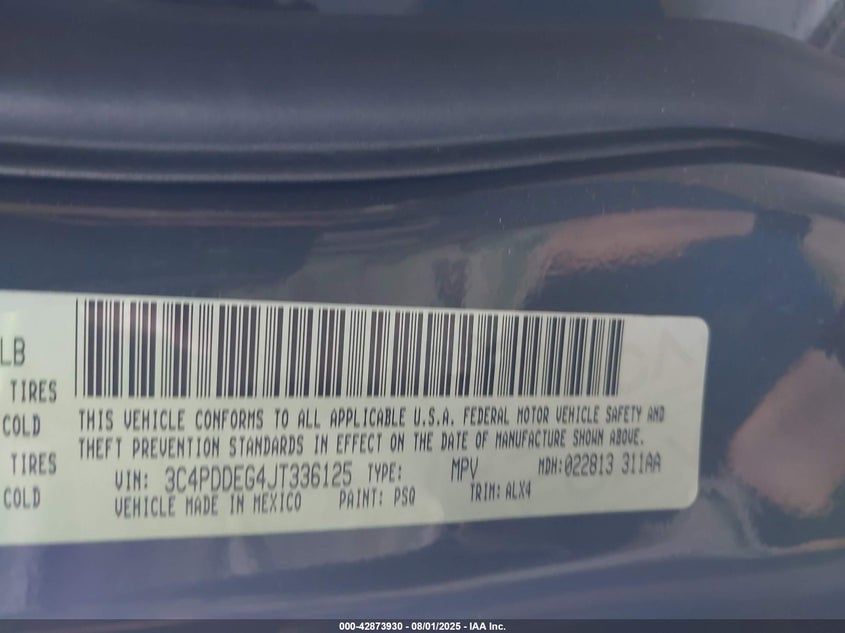 LB
TIRES
COLD
TIRES
COLD
THIS VEHICLE CONFORMS TO ALL APPLICABLE U.S.A. FEDERAL MOTOR VEHICLE SAFETY AND
THEFT PREVENTION STANDARDS IN EFFECT ON THE DATE OF MANUFACTURE SHOWN ABOVE.
VIN: 3C4PDDEG4JT336125 TYPE: MPV MDH:022813 311AA
VEHICLE MADE IN MEXICO PAINT: PSQ TRIM: ALX4
000-42873930 - 08/01/2025 - IAA Inc.